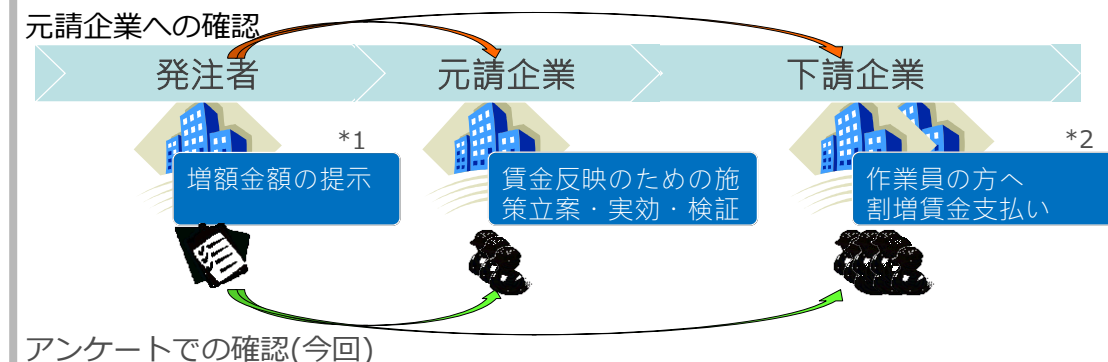 元請企業への確認
発注者
元請企業
下請企業
*1
*2
増額金額の提示
賃金反映のための施
策立案・実効・検証
作業員の方へ
割増賃金支払い
アンケートでの確認(今回)